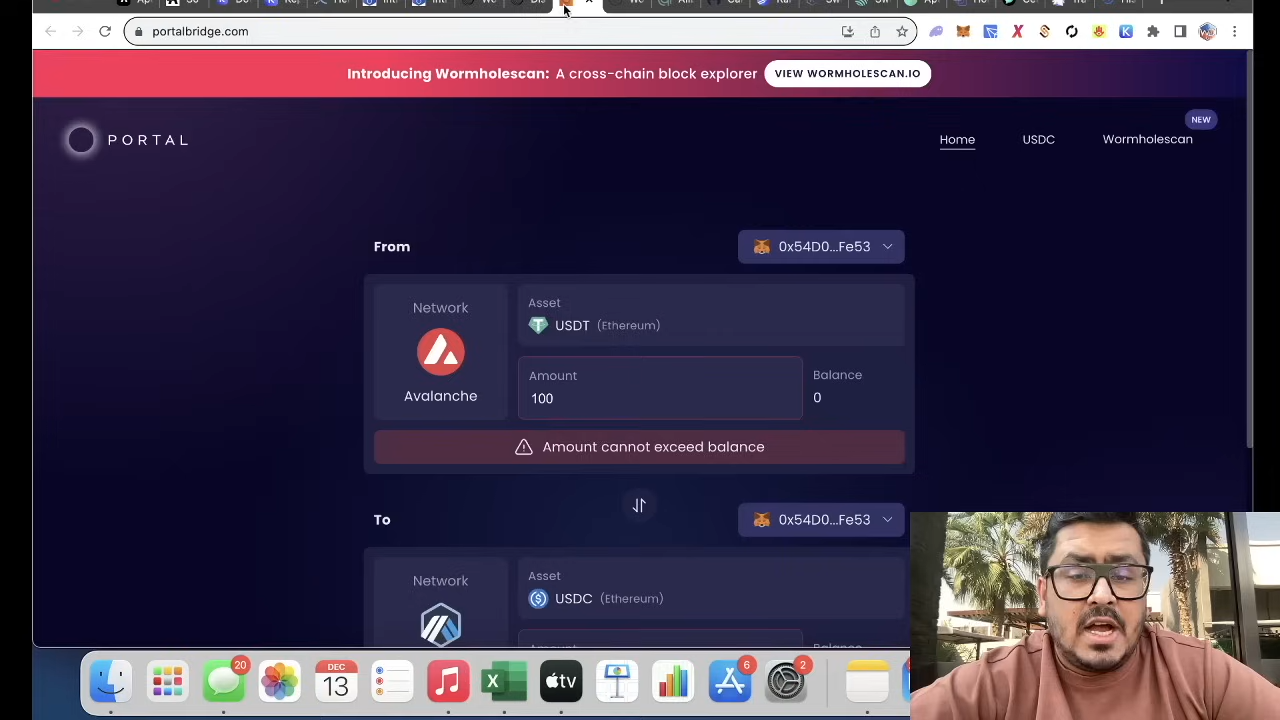 portalbridge.com
Introducing Wormholescan: A cross-chain block explorer VIEW WORMHOLESCAN.IO
NEW
PORTAL Home USDC Wormholescan
From 0x54D0...Fe53
Network
Avalanche
Asset
USDT (Ethereum)
Amount
100
Balance
0
Amount cannot exceed balance
To 0x54D0...Fe53
Network
Asset
USDC (Ethereum)
20
DEC
13
tv
6
2